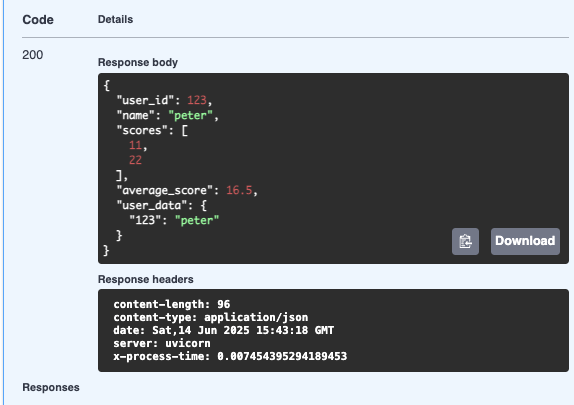 Code Details
200
Response body
{
"user_id": 123,
"name": "peter",
"scores": [
11,
22
],
"average_score": 16.5,
"user_data": {
"123": "peter"
}
}
Download
Response headers
content-length: 96
content-type: application/json
date: Sat,14 Jun 2025 15:43:18 GMT
server: uvicorn
x-process-time: 0.007454395294189453
Responses